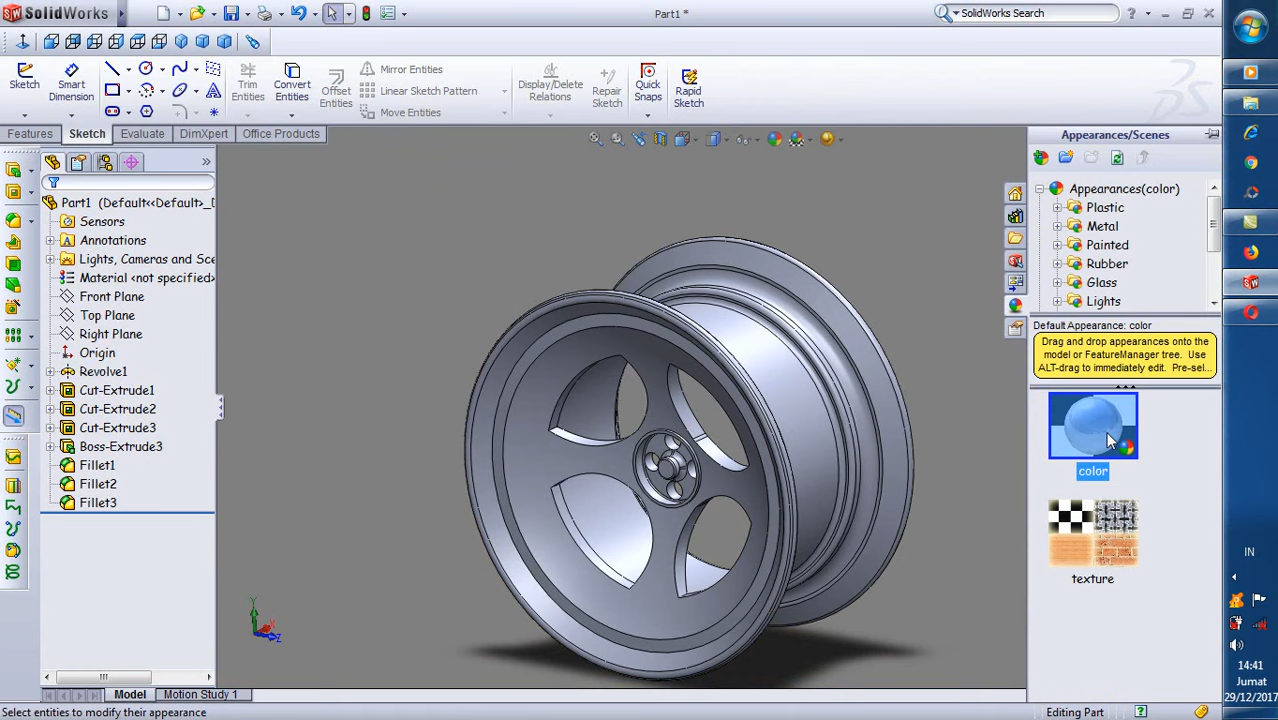 SolidWorks
Part1 *
SolidWorks Search
Sketch
Smart Dimension
Trim Entities
Convert Entities
Offset Entities
Mirror Entities
Linear Sketch Pattern
Move Entities
Display/Delete Relations
Repair Sketch
Quick Snaps
Rapid Sketch
Features
Sketch
Evaluate
DimXpert
Office Products
Part1 (Default<<Default>_D
Sensors
Annotations
Lights, Cameras and Sce
Material <not specified>
Front Plane
Top Plane
Right Plane
Origin
Revolve1
Cut-Extrude1
Cut-Extrude2
Cut-Extrude3
Boss-Extrude3
Fillet1
Fillet2
Fillet3
Y
X
Z
Model
Motion Study 1
Select entities to modify their appearance
Editing Part
Appearances/Scenes
Appearances(color)
Plastic
Metal
Painted
Rubber
Glass
Lights
Default Appearance: color
Drag and drop appearances onto the
model or FeatureManager tree. Use
ALT-drag to immediately edit. Pre-sel...
color
texture
IN
14:41
Jumat
29/12/2017